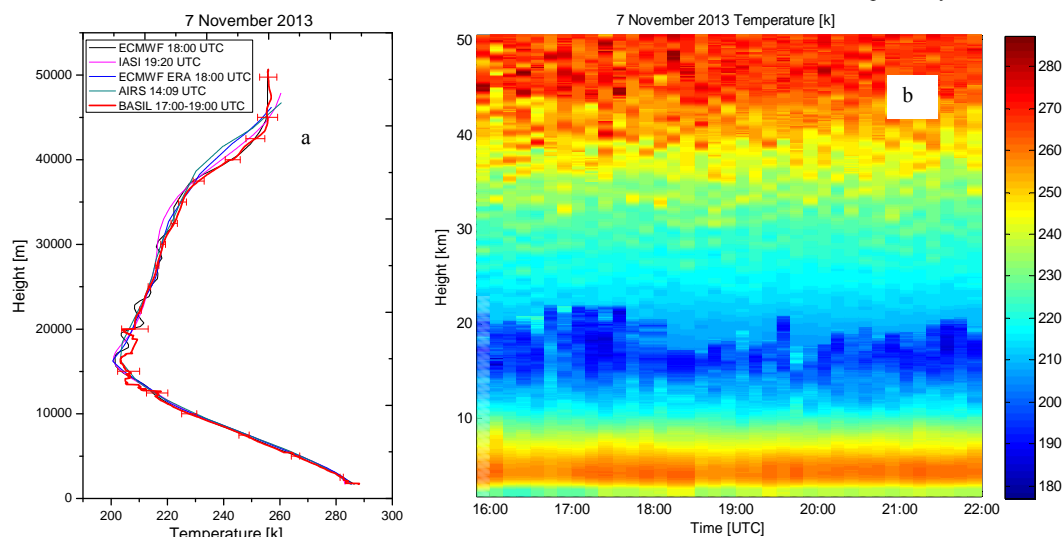 7 November 2013
ECMWF 18:00 UTC
IASI 19:20 UTC
ECMWF ERA 18:00 UTC
AIRS 14:09 UTC
BASIL 17:00-19:00 UTC
a
50000
40000
30000
20000
10000
0
Height [m]
200 220 240 260 280 300
Temperature [k]
7 November 2013 Temperature [k]
b
50
40
30
20
10
Height [km]
16:00 17:00 18:00 19:00 20:00 21:00 22:00
Time [UTC]
280
270
260
250
240
230
220
210
200
190
180